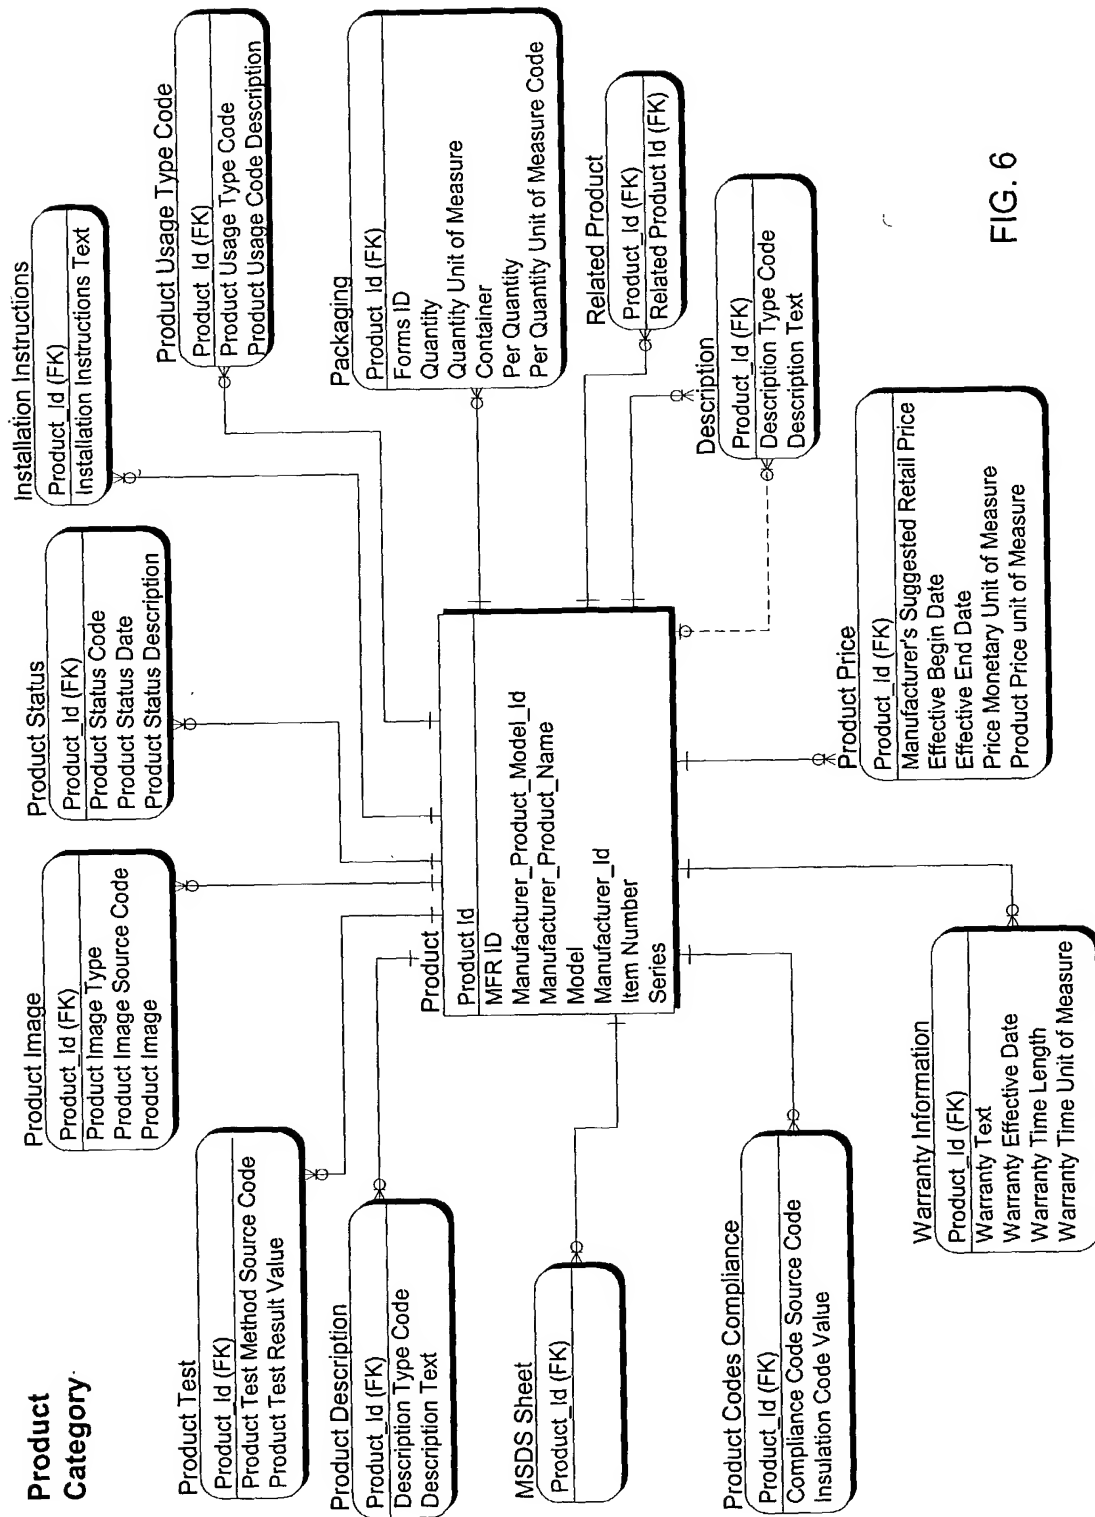 Product
Category
Product Image
Product_Id (FK)
Product Image Type
Product Image Source Code
Product Image
Product Status
Product_Id (FK)
Product Status Code
Product Status Date
Product Status Description
Installation Instructions
Product_Id (FK)
Installation Instructions Text
Product Usage Type Code
Product_Id (FK)
Product Usage Type Code
Product Usage Code Description
Product Test
Product_Id (FK)
Product Test Method Source Code
Product Test Result Value
Product Description
Product_Id (FK)
Description Type Code
Description Text
Packaging
Product_Id (FK)
Forms ID
Quantity
Quantity Unit of Measure
Container
Per Quantity
Per Quantity Unit of Measure Code
Product
Product Id
MFR ID
Manufacturer_Product_Model_Id
Manufacturer_Product_Name
Model
Manufacturer_Id
Item Number
Series
MSDS Sheet
Product_Id (FK)
Related Product
Product_Id (FK)
Related Product Id (FK)
Description
Product_Id (FK)
Description Type Code
Description Text
Product Codes Compliance
Product_Id (FK)
Compliance Code Source Code
Insulation Code Value
Product Price
Product_Id (FK)
Manufacturer's Suggested Retail Price
Effective Begin Date
Effective End Date
Price Monetary Unit of Measure
Product Price unit of Measure
Warranty Information
Product_Id (FK)
Warranty Text
Warranty Effective Date
Warranty Time Length
Warranty Time Unit of Measure
FIG. 6